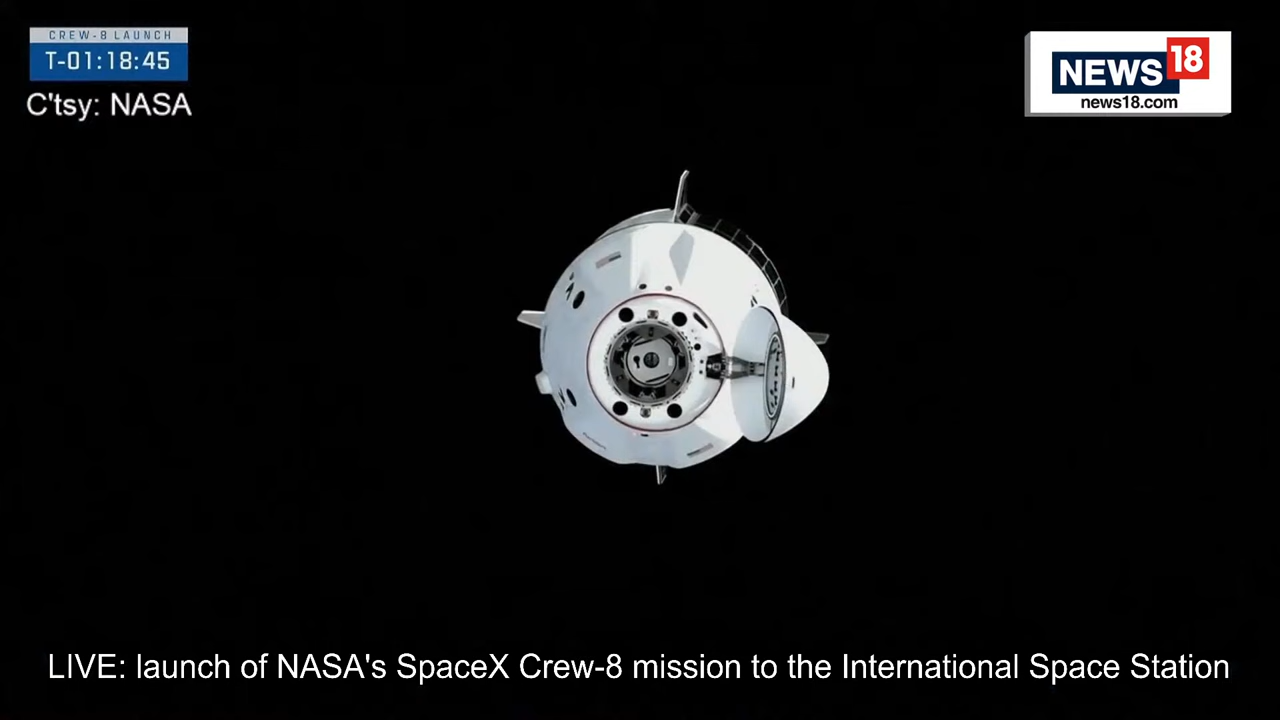 CREW-8 LAUNCH
T-01:18:45
C'tsy: NASA
NEWS18
news18.com
LIVE: launch of NASA's SpaceX Crew-8 mission to the International Space Station